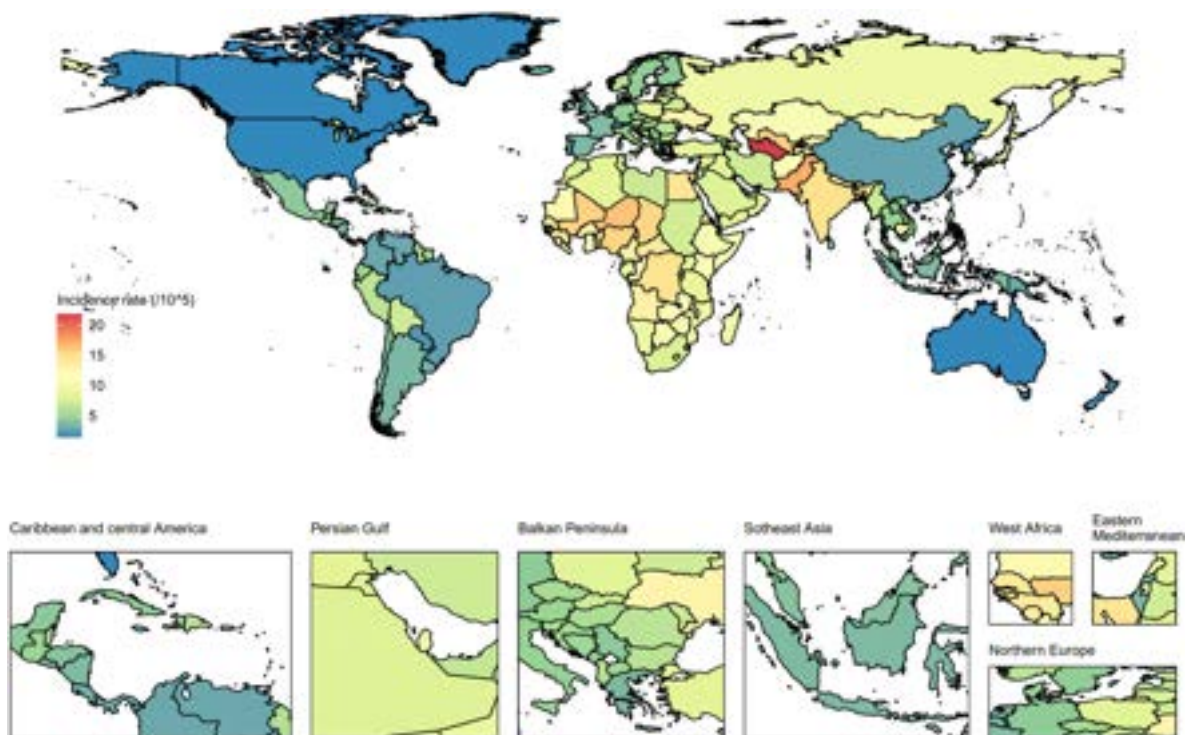 Incidence rate (/10^5)
20
15
10
5
Caribbean and central America
Persian Gulf
Balkan Peninsula
Sotheast Asia
West Africa
Eastern
Mediterranean
Northern Europe